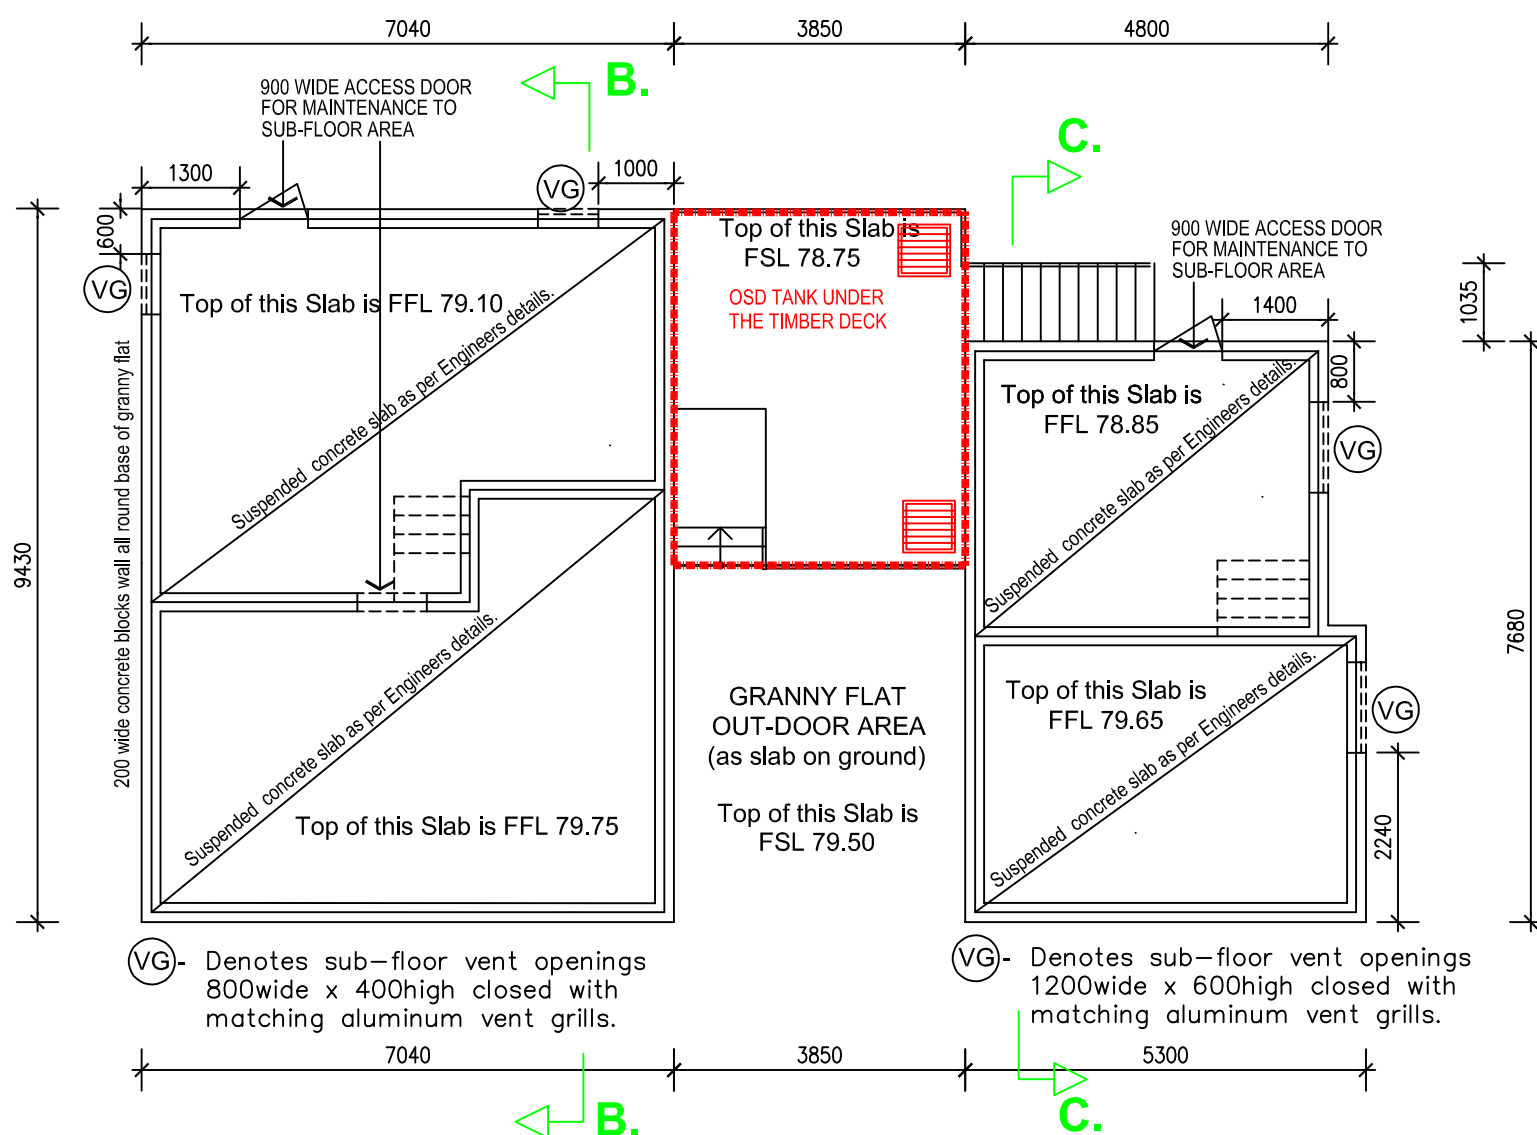 7040
3850
4800
B.
900 WIDE ACCESS DOOR
FOR MAINTENANCE TO
SUB-FLOOR AREA
C.
1300
VG
1000
600
VG
Top of this Slab is
FSL 78.75
900 WIDE ACCESS DOOR
FOR MAINTENANCE TO
SUB-FLOOR AREA
Top of this Slab is FFL 79.10
OSD TANK UNDER
THE TIMBER DECK
1400
1035
800
Suspended concrete slab as per Engineers details.
200 wide concrete blocks wall all round base of granny flat
Top of this Slab is
FFL 78.85
VG
Suspended concrete slab as per Engineers details.
9430
7680
Suspended concrete slab as per Engineers details.
GRANNY FLAT
OUT-DOOR AREA
(as slab on ground)
Top of this Slab is
FSL 79.50
Top of this Slab is
FFL 79.65
VG
Suspended concrete slab as per Engineers details.
Top of this Slab is FFL 79.75
2240
VG - Denotes sub-floor vent openings
800wide x 400high closed with
matching aluminum vent grills.
VG - Denotes sub-floor vent openings
1200wide x 600high closed with
matching aluminum vent grills.
7040
3850
5300
B.
C.